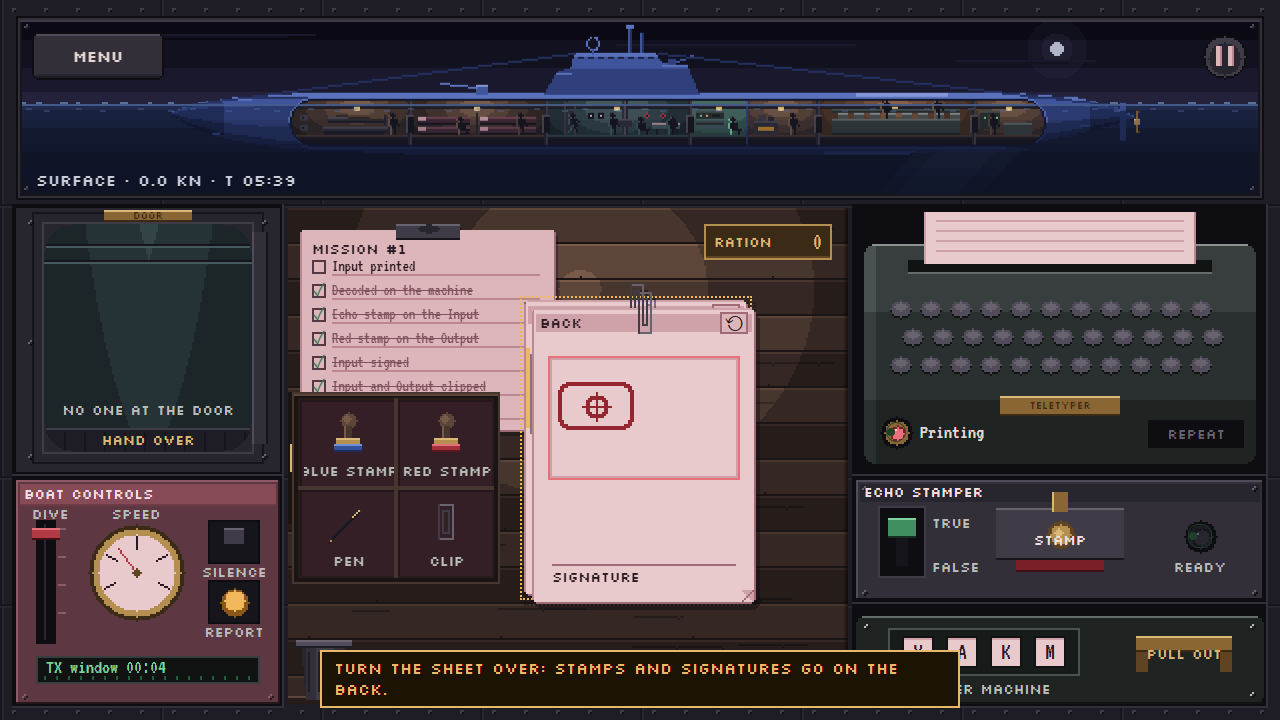 MENU
SURFACE · 0.0 KN · T 05:39
DOOR
NO ONE AT THE DOOR
HAND OVER
MISSION #1
Input printed
Decoded on the machine
Echo stamp on the Input
Red stamp on the Output
Input signed
Input and Output clipped
RATION 0
BACK
SIGNATURE
BLUE STAMP
RED STAMP
PEN
CLIP
TELETYPER
Printing
REPEAT
BOAT CONTROLS
DIVE
SPEED
SILENCE
REPORT
TX window 00:04
ECHO STAMPER
TRUE
FALSE
STAMP
READY
A K M
PULL OUT
MACHINE
TURN THE SHEET OVER: STAMPS AND SIGNATURES GO ON THE
BACK.